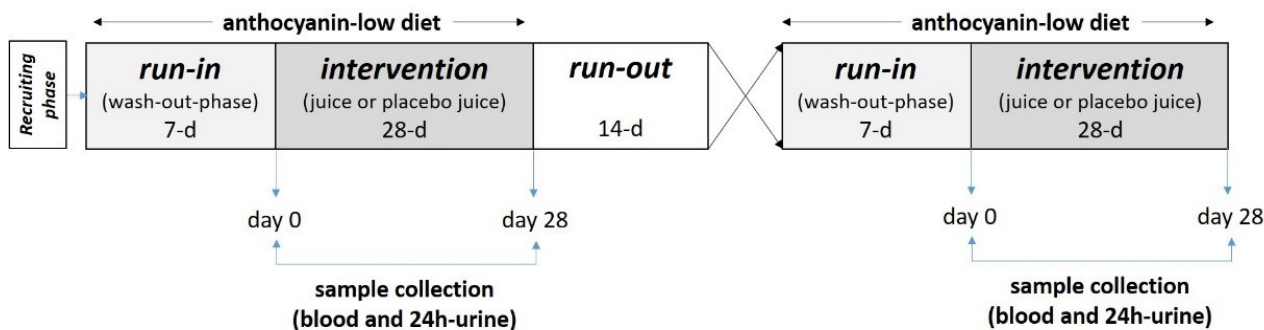 anthocyanin-low diet
Recruiting
phase
run-in
(wash-out-phase)
7-d
intervention
(juice or placebo juice)
28-d
run-out
14-d
day 0
day 28
sample collection
(blood and 24h-urine)
anthocyanin-low diet
run-in
(wash-out-phase)
7-d
intervention
(juice or placebo juice)
28-d
day 0
day 28
sample collection
(blood and 24h-urine)